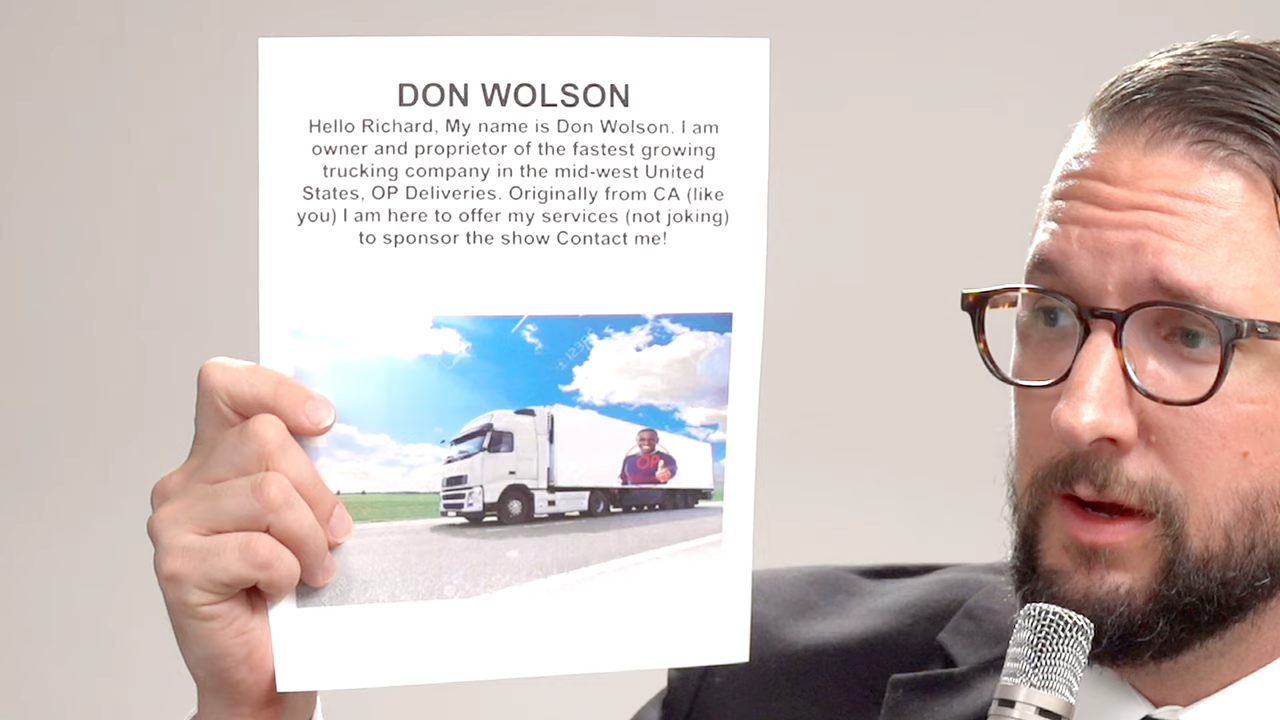 DON WOLSON
Hello Richard, My name is Don Wolson. I am
owner and proprietor of the fastest growing
trucking company in the mid-west United
States, OP Deliveries. Originally from CA (like
you) I am here to offer my services (not joking)
to sponsor the show Contact me!
OP